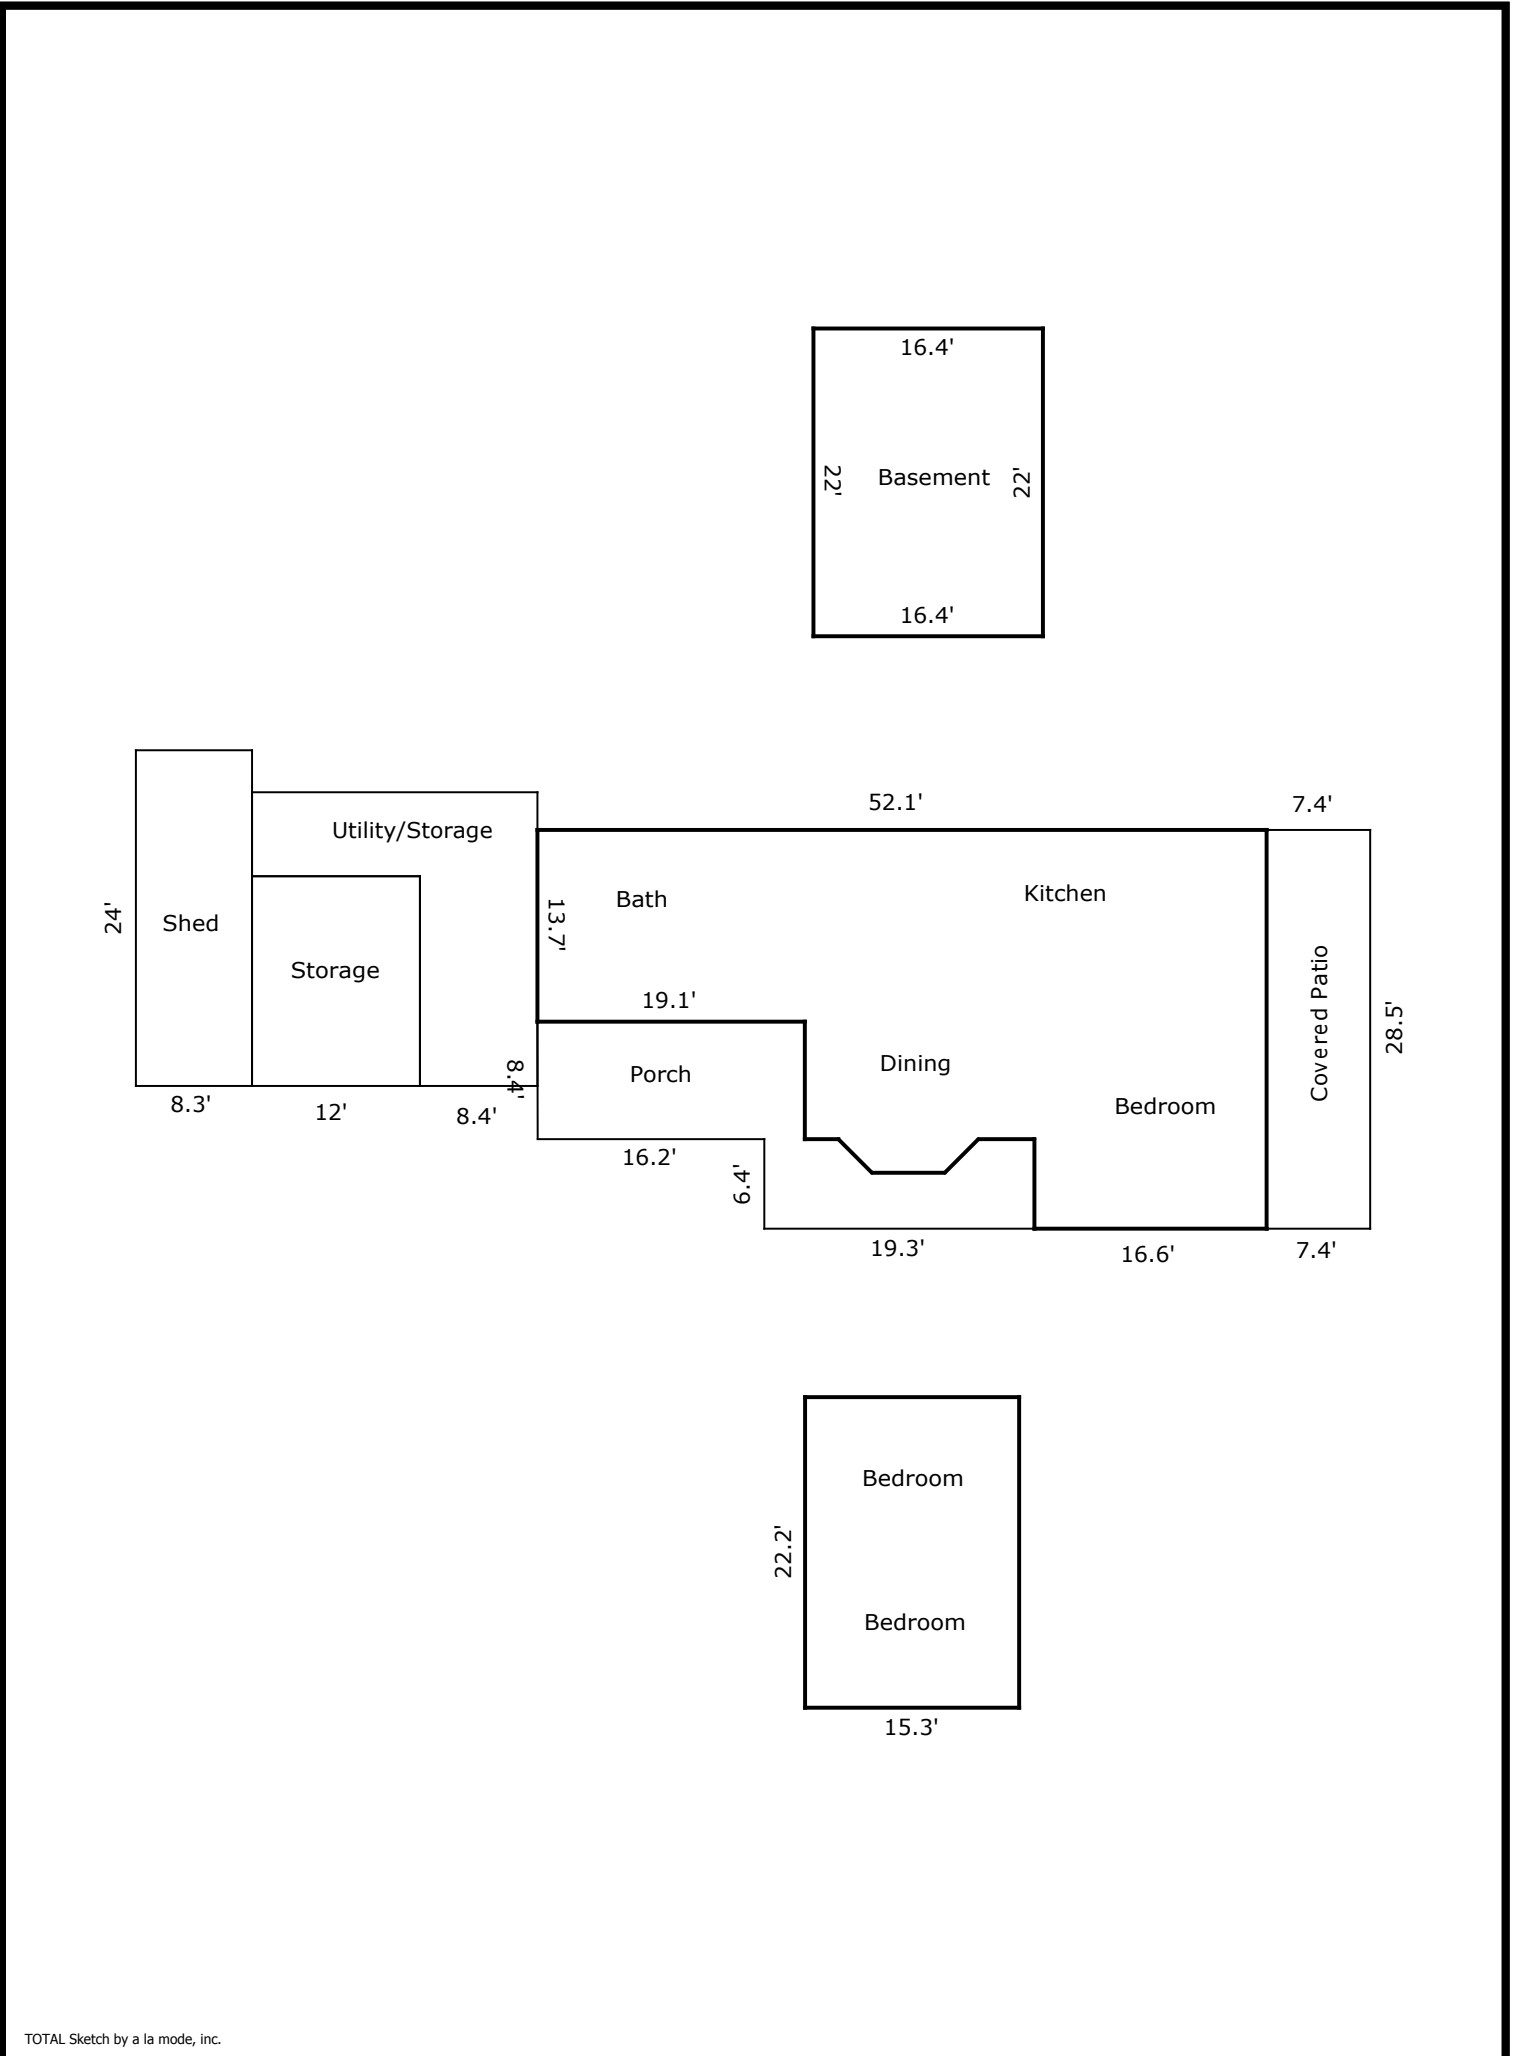 16.4'
22'
Basement
22'
16.4'
52.1'
7.4'
Utility/Storage
Bath
Kitchen
24'
Shed
13.7'
Storage
19.1'
Covered Patio
28.5'
Dining
8.4'
Porch
Bedroom
8.3'
12'
8.4'
16.2'
6.4'
19.3'
16.6'
7.4'
Bedroom
22.2'
Bedroom
15.3'
TOTAL Sketch by a la mode, inc.